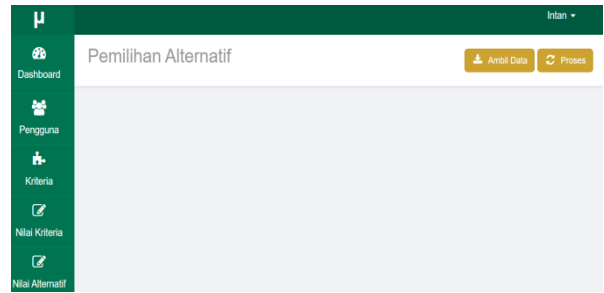 µ
Intan
Dashboard
Pemilihan Alternatif
Ambil Data
Proses
Pengguna
Kriteria
Nilai Kriteria
Nilai Alternatif